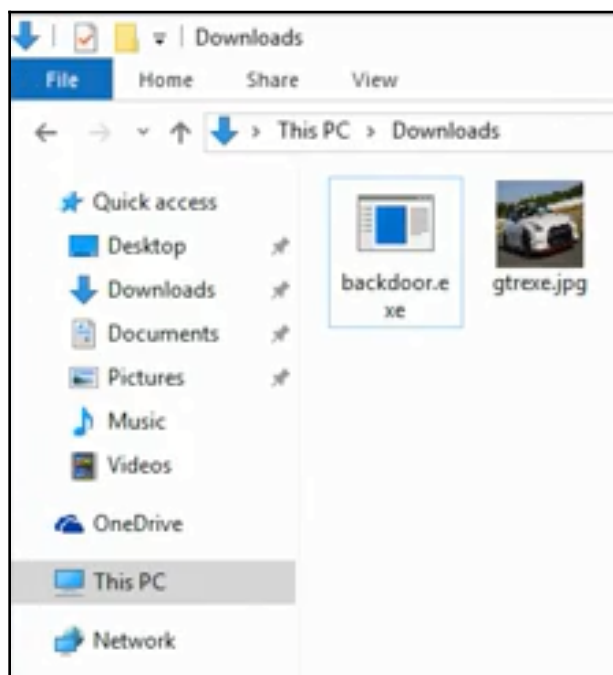 Downloads
File Home Share View
This PC > Downloads
Quick access
Desktop
Downloads
Documents
Pictures
Music
Videos
OneDrive
This PC
Network
backdoor.e
xe
gtrexe.jpg